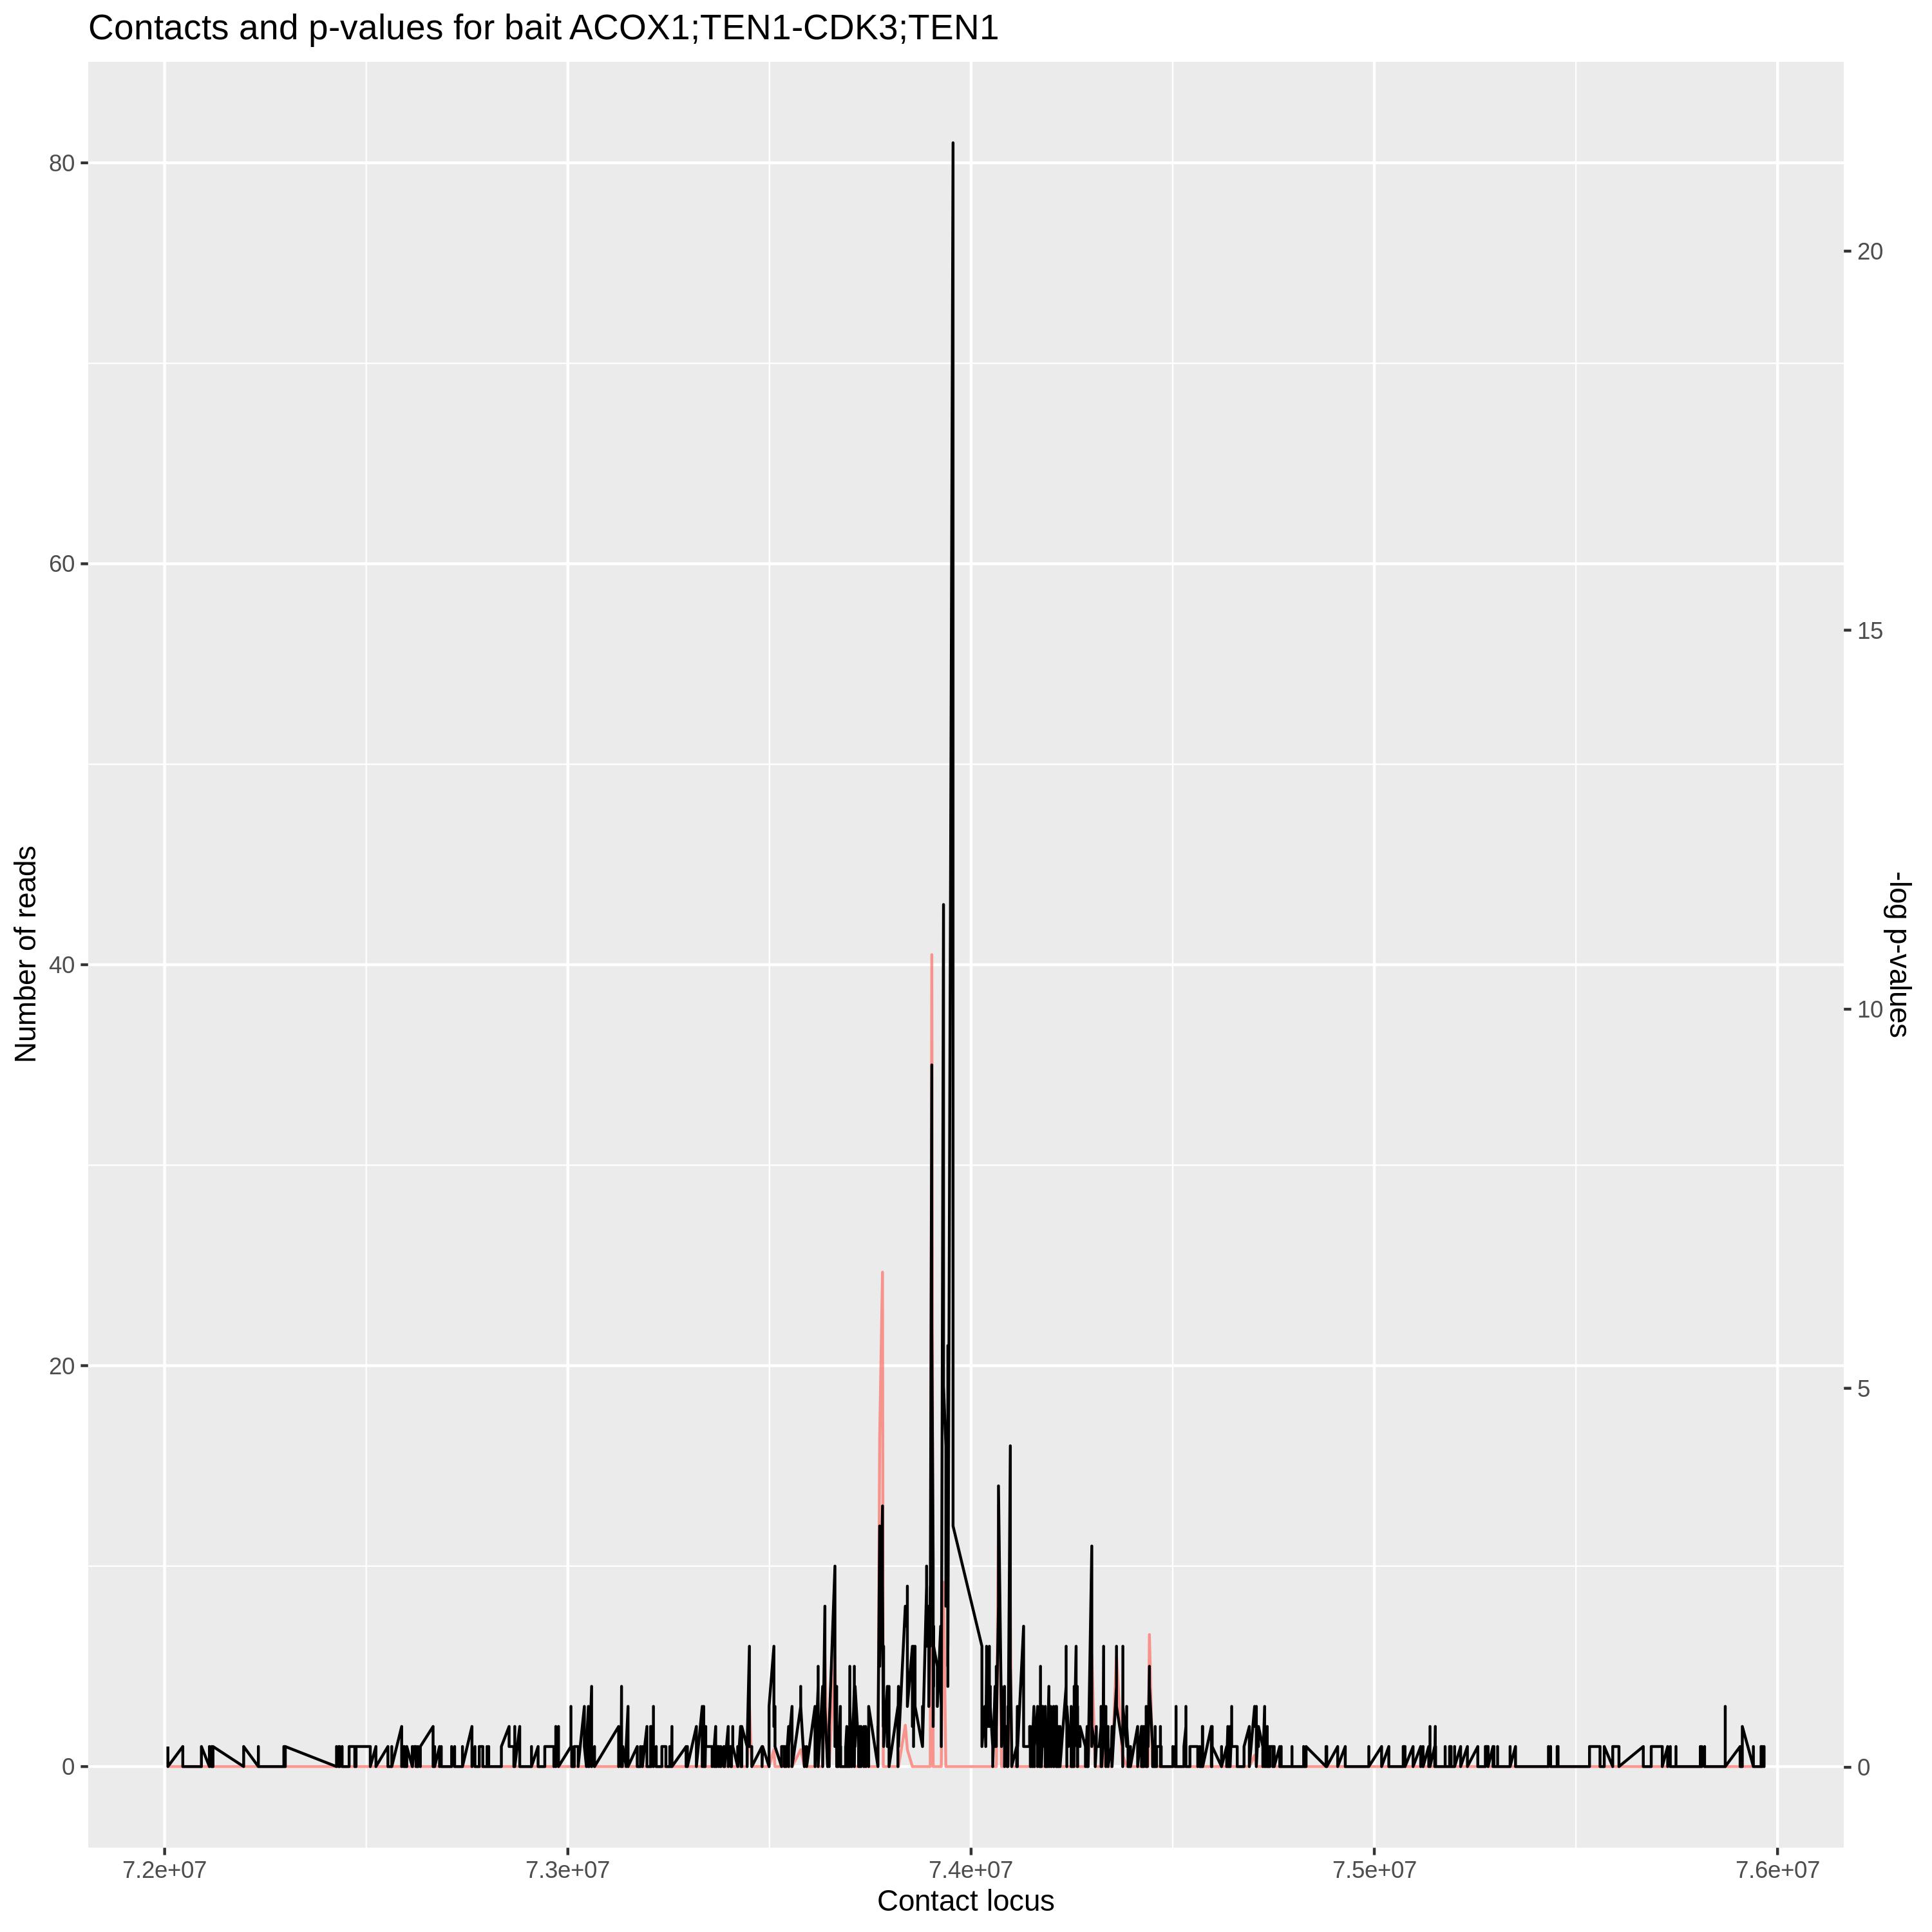 Contacts and p-values for bait ACOX1;TEN1-CDK3;TEN1
80
60
40
20
0
Number of reads
20
15
10
5
0
-log p-values
7.2e+07 7.3e+07 7.4e+07 7.5e+07 7.6e+07
Contact locus